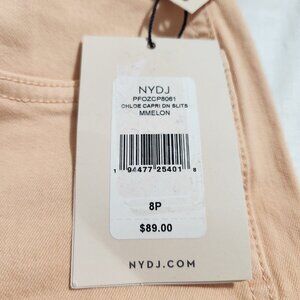 NYDJ
PFOZCP8061
CHLOE CAPRI DN SLITS
MMELON
1 94477 25401 8
8P
$89.00
NYDJ.COM